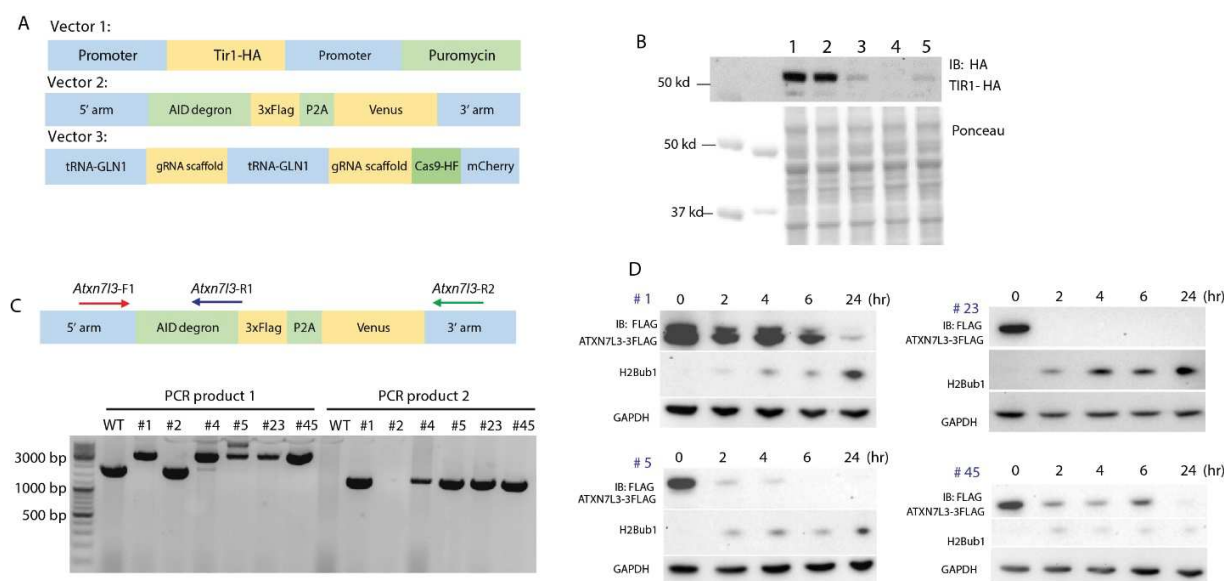 A
Vector 1:
Promoter Tir1-HA Promoter Puromycin
Vector 2:
5' arm AID degron 3xFlag P2A Venus 3' arm
Vector 3:
tRNA-GLN1 gRNA scaffold tRNA-GLN1 gRNA scaffold Cas9-HF mCherry
B
1 2 3 4 5
IB: HA
TIR1- HA
50 kd
Ponceau
50 kd
37 kd
C
Atxn7l3-F1 Atxn7l3-R1 Atxn7l3-R2
5' arm AID degron 3xFlag P2A Venus 3' arm
PCR product 1 PCR product 2
WT #1 #2 #4 #5 #23 #45 WT #1 #2 #4 #5 #23 #45
3000 bp
1000 bp
500 bp
D
# 1 0 2 4 6 24 (hr)
IB: FLAG
ATXN7L3-3FLAG
H2Bub1
GAPDH
# 23 0 2 4 6 24 (hr)
IB: FLAG
ATXN7L3-3FLAG
H2Bub1
GAPDH
# 5 0 2 4 6 24 (hr)
IB: FLAG
ATXN7L3-3FLAG
H2Bub1
GAPDH
# 45 0 2 4 6 24 (hr)
IB: FLAG
ATXN7L3-3FLAG
H2Bub1
GAPDH